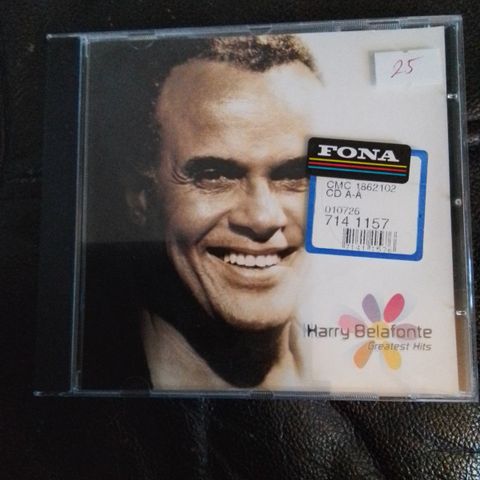 25
FONA
CMC 1862102
CD A-A
010726
714 1157
Harry Belafonte
Greatest Hits